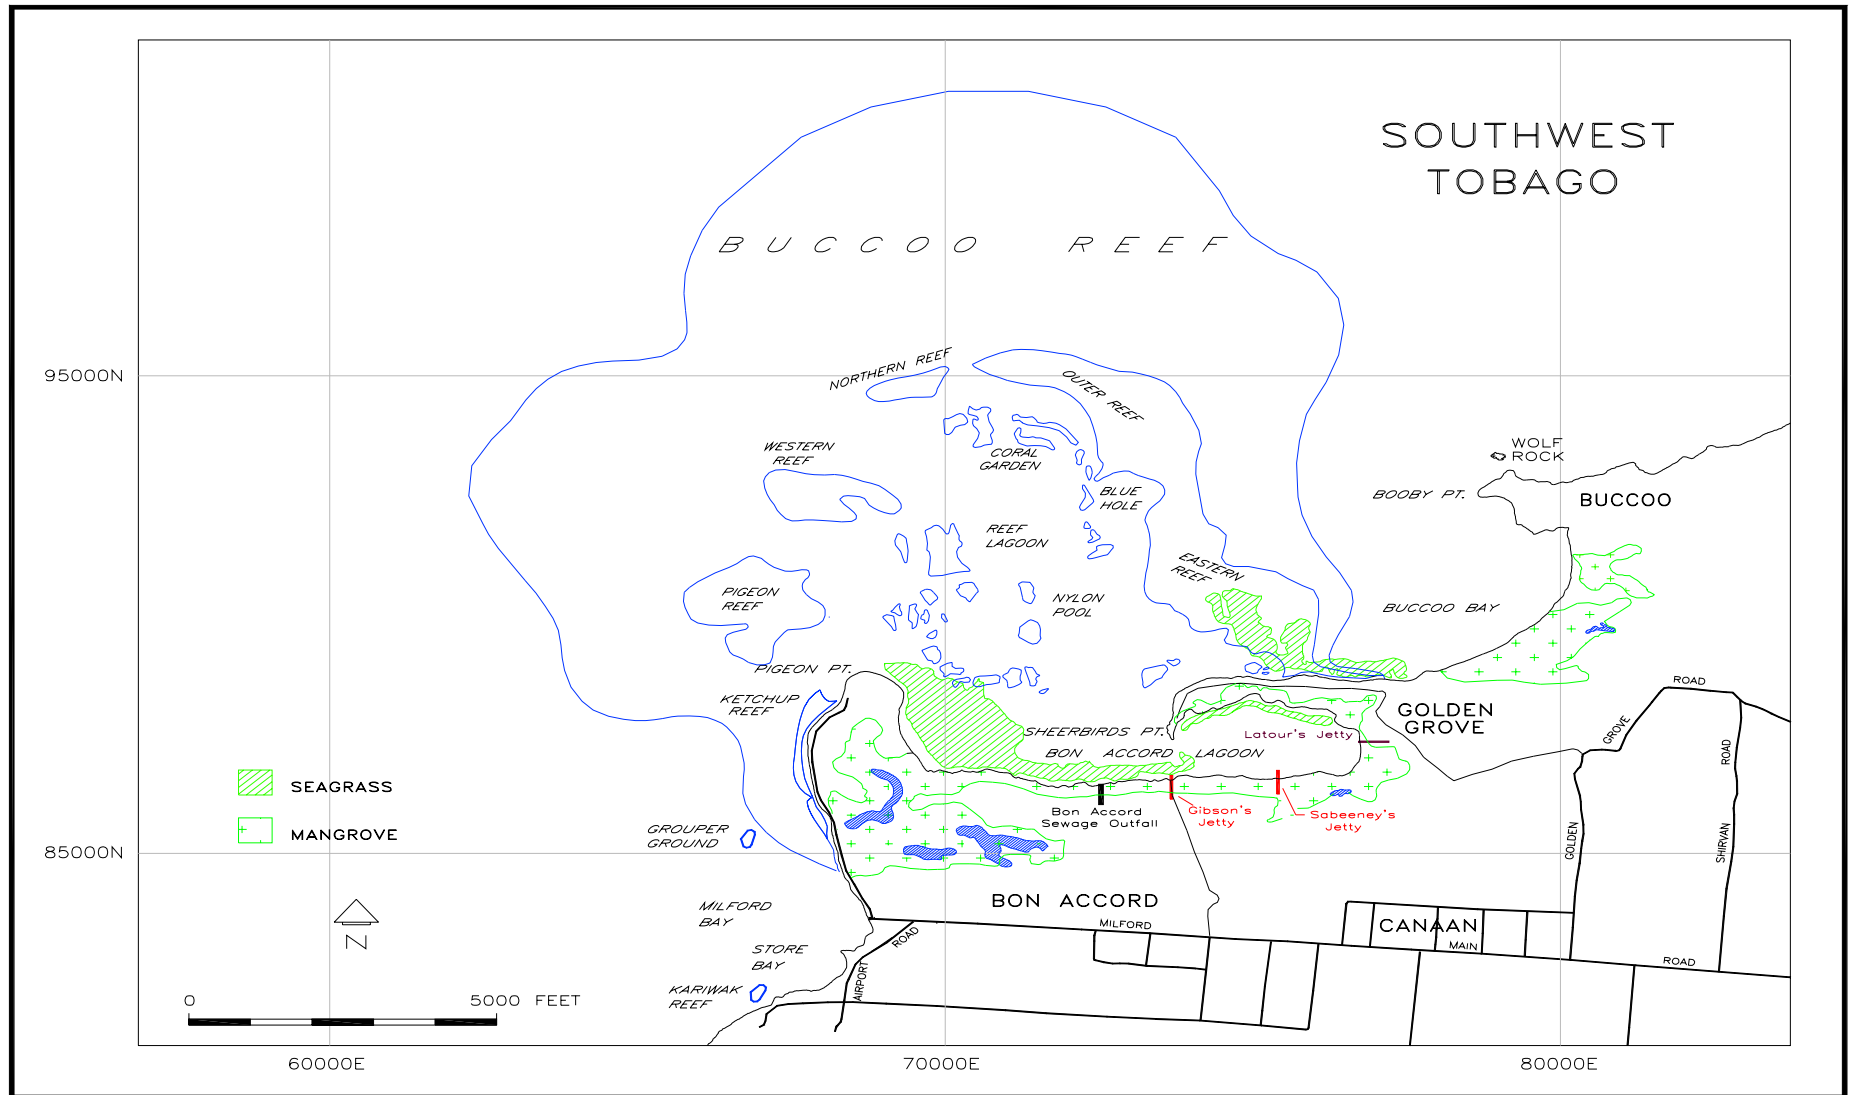 SOUTHWEST
TOBAGO
BUCCOO REEF
95000N
NORTHERN REEF
OUTER REEF
WESTERN
REEF
CORAL
GARDEN
WOLF
ROCK
BLUE
HOLE
BOOBY PT.
BUCCOO
REEF
LAGOON
EASTERN
REEF
PIGEON
REEF
NYLON
POOL
BUCCOO BAY
PIGEON PT.
KETCHUP
REEF
ROAD
GOLDEN
GROVE
GROVE
SHEERBIRDS PT.
Latour's Jetty
BON ACCORD LAGOON
ROAD
SEAGRASS
Bon Accord
Sewage Outfall
Gibson's
Jetty
Sabeeney's
Jetty
MANGROVE
GROUPER
GROUND
GOLDEN
SHIRVAN
85000N
N
BON ACCORD
MILFORD
BAY
MILFORD
CANAAN
MAIN
ROAD
ROAD
STORE
BAY
AIRPORT
KARIWAK
REEF
0 5000 FEET
60000E
70000E
80000E